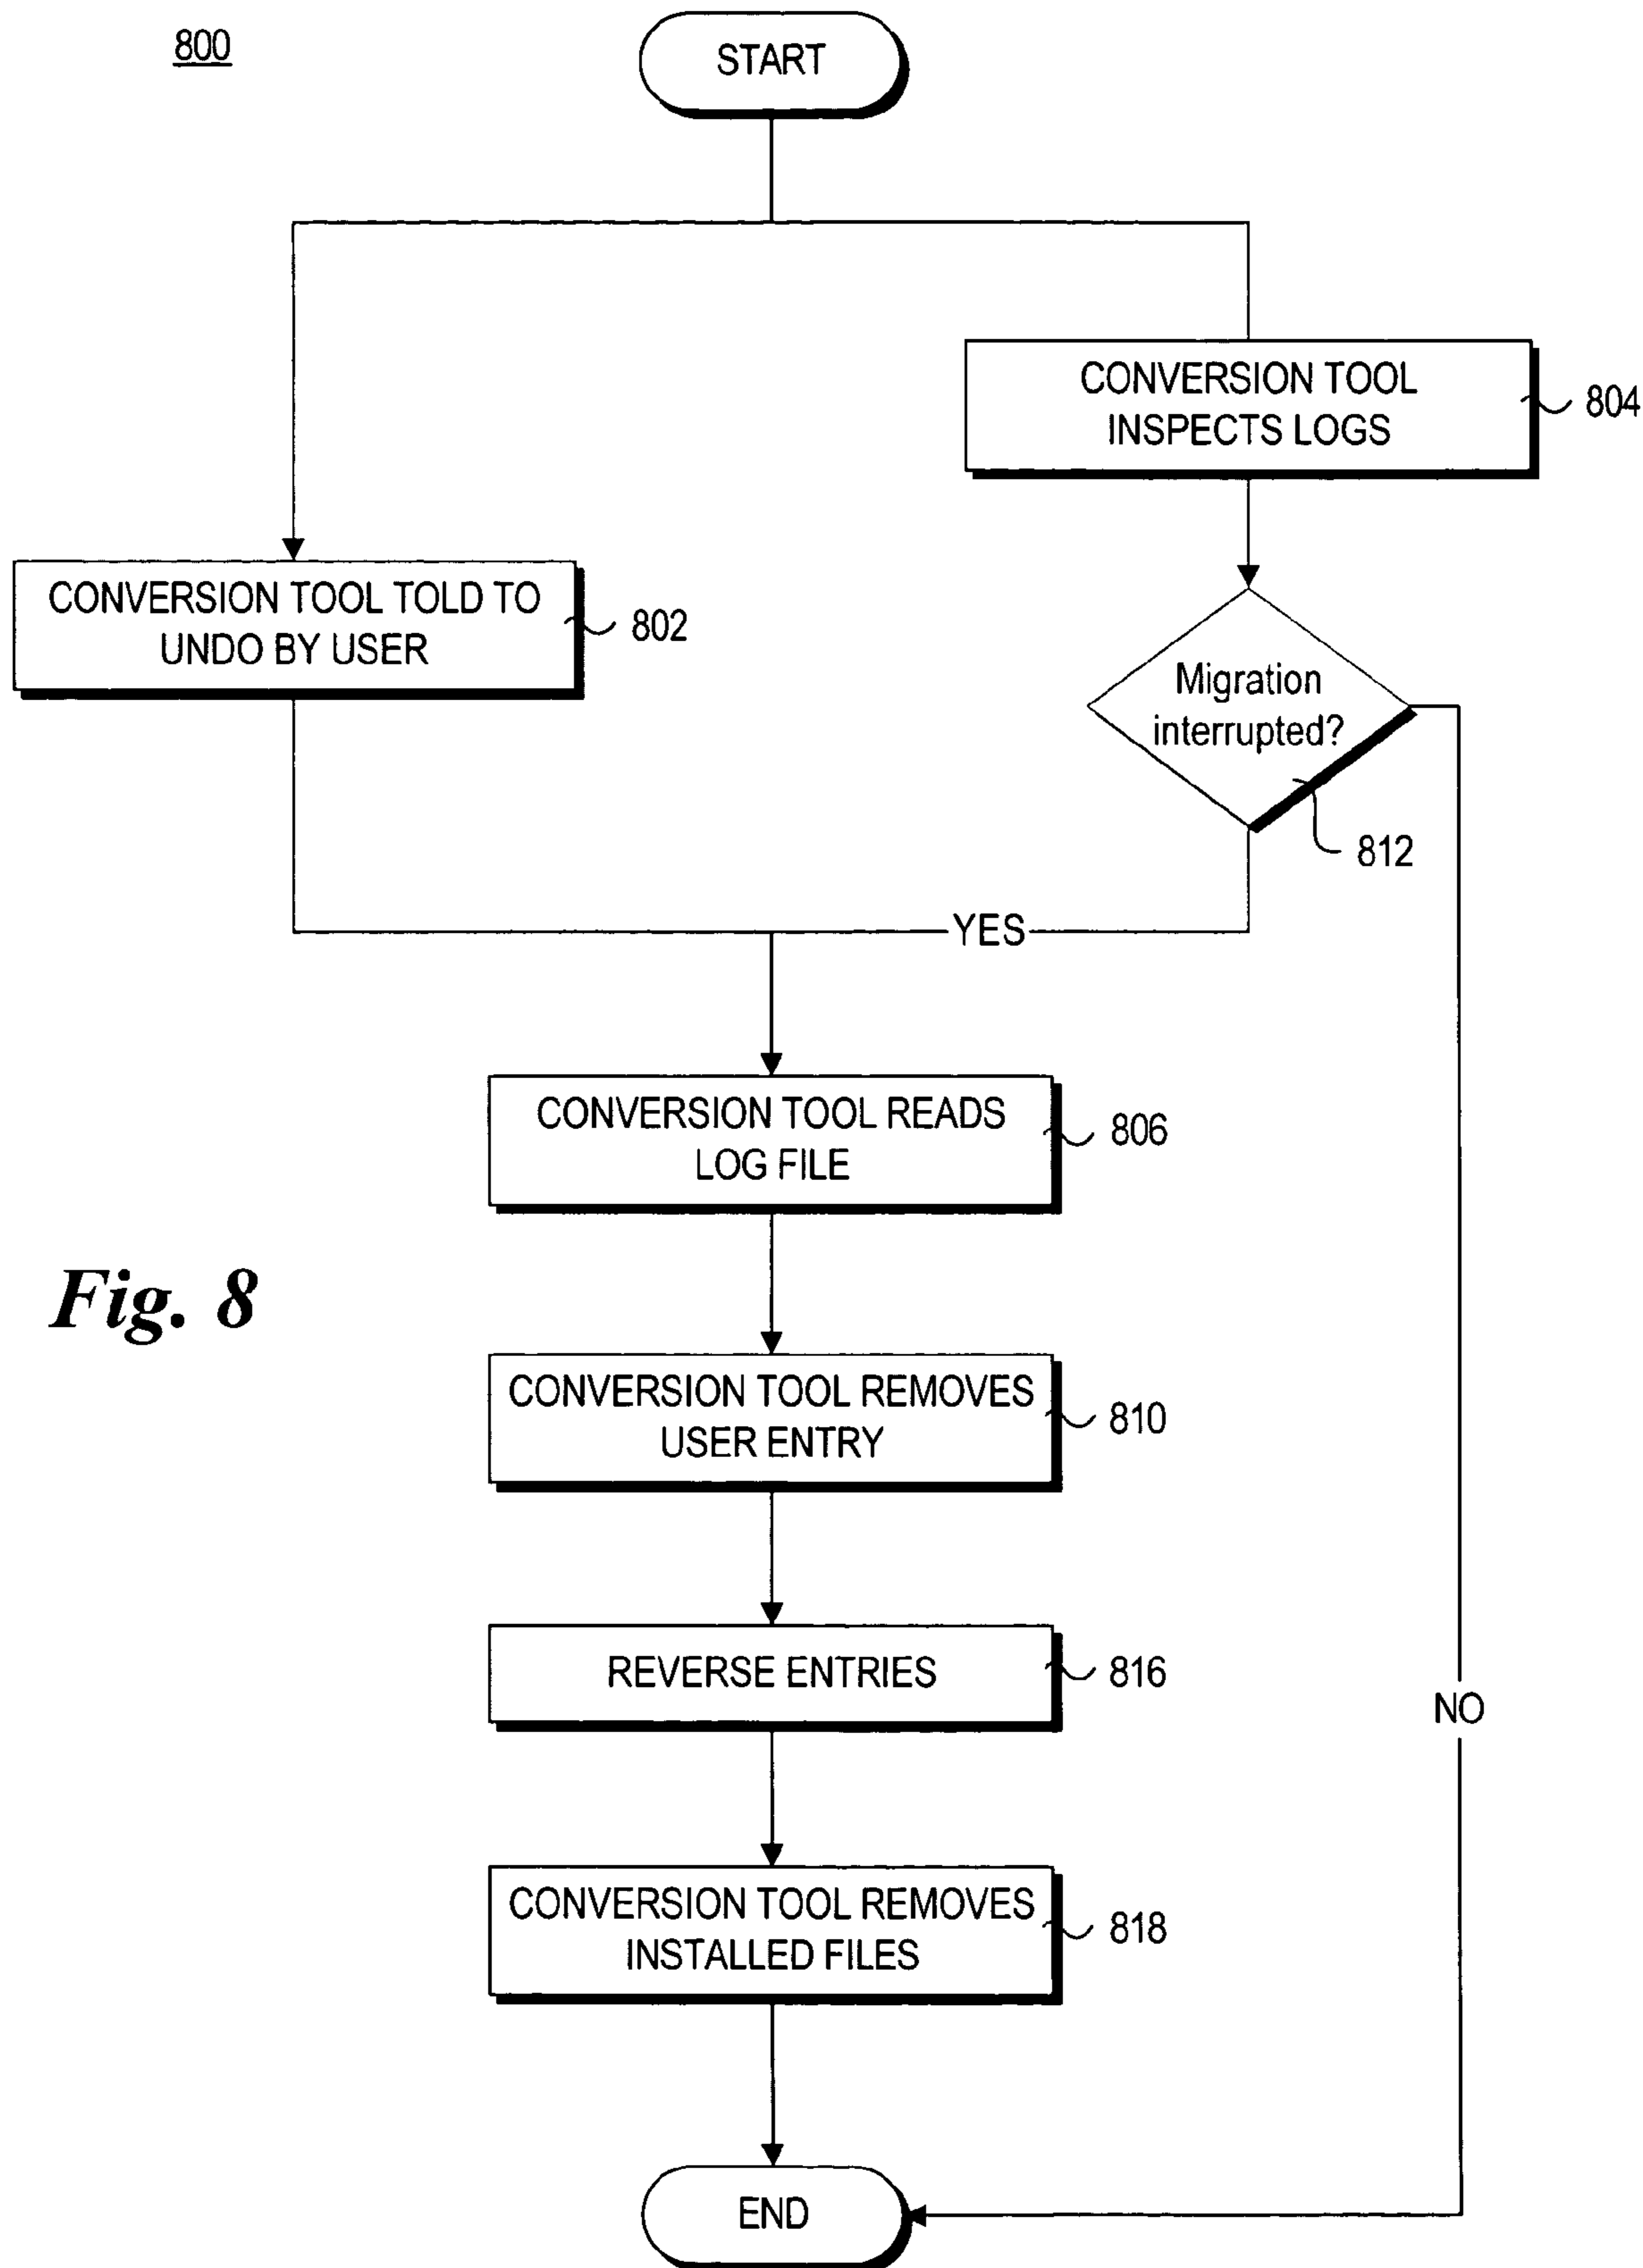 800
START
CONVERSION TOOL
INSPECTS LOGS
804
CONVERSION TOOL TOLD TO
UNDO BY USER
802
Migration
interrupted?
812
YES
CONVERSION TOOL READS
LOG FILE
806
Fig. 8
CONVERSION TOOL REMOVES
USER ENTRY
810
REVERSE ENTRIES
816
NO
CONVERSION TOOL REMOVES
INSTALLED FILES
818
END